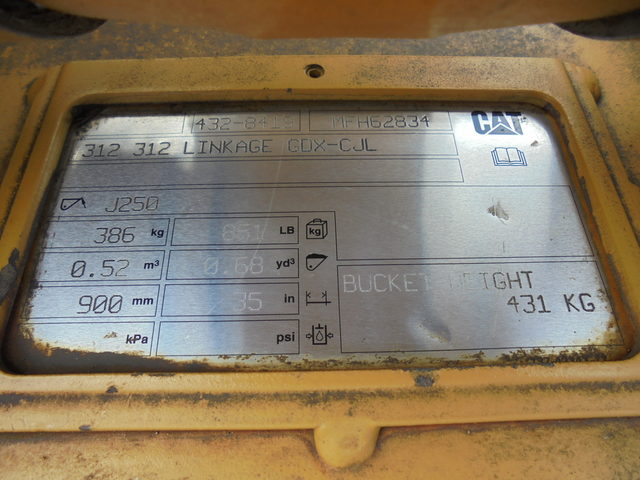 432-8419 MFH62834 CAT
312 312 LINKAGE GDX-CJL
J250
386 kg 851 LB kg
0.52 m³ 0.68 yd³
900 mm 35 in
BUCKET WEIGHT
431 KG
kPa psi